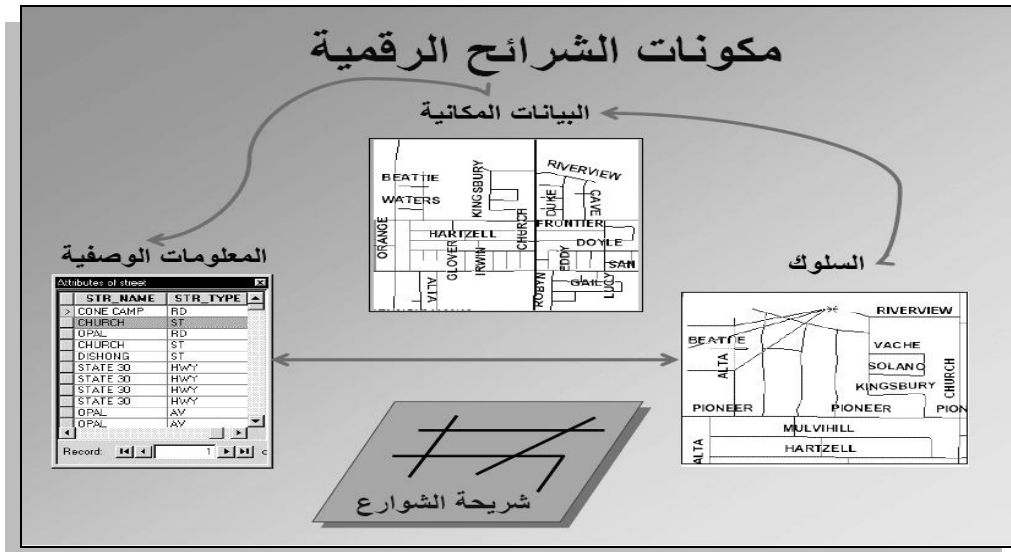 مكونات الشرائح الرقمية
البيانات المكانية
BEATTIE
WATERS
KINGSBURY
RIVERVIEW
DUKE
CAVE
ORANGE
HARTZELL
GLOVER
IRWIN
CHURCH
FRONTIER
DOYLE
EDDY
SAN
ALTA
ROBYN
GAIL
LUCY
المعلومات الوصفية
Attributes of street
STR_NAME STR_TYPE
CONE CAMP RD
CHURCH ST
OPAL RD
CHURCH ST
DISHONG ST
STATE 30 HWY
STATE 30 HWY
STATE 30 HWY
STATE 30 HWY
OPAL AV
OPAL AV
Record: 1
السلوك
RIVERVIEW
BEATTIE
ALTA
VACHE
SOLANO
KINGSBURY
CHURCH
PIONEER PIONEER PION
MULVIHILL
ALTA
HARTZELL
شريحة الشوارع